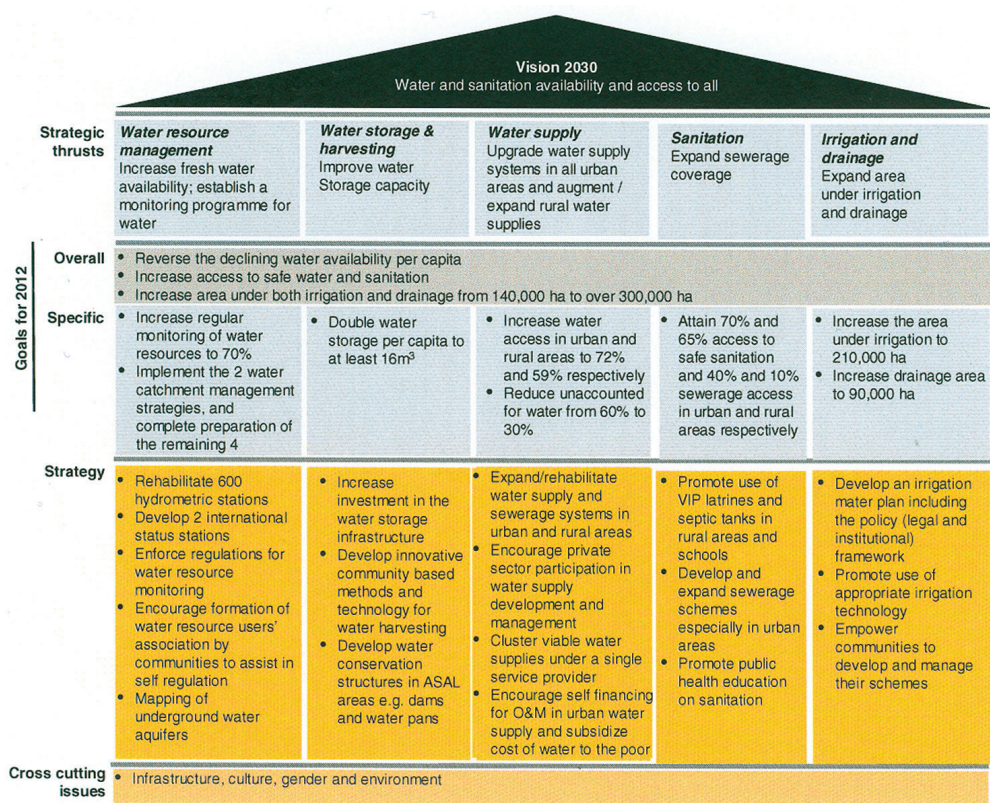 Vision 2030
Water and sanitation availability and access to all
Strategic
thrusts
Water resource
management
Increase fresh water
availability; establish a
monitoring programme for
water
Water storage &
harvesting
Improve water
Storage capacity
Water supply
Upgrade water supply
systems in all urban
areas and augment /
expand rural water
supplies
Sanitation
Expand sewerage
coverage
Irrigation and
drainage
Expand area
under irrigation
and drainage
Goals for 2012
Overall
• Reverse the declining water availability per capita
• Increase access to safe water and sanitation
• Increase area under both irrigation and drainage from 140,000 ha to over 300,000 ha
Specific
• Increase regular
monitoring of water
resources to 70%
• Implement the 2 water
catchment management
strategies, and
complete preparation of
the remaining 4
• Double water
storage per capita to
at least 16m³
• Increase water
access in urban and
rural areas to 72%
and 59% respectively
• Reduce unaccounted
for water from 60% to
30%
• Attain 70% and
65% access to
safe sanitation
and 40% and 10%
sewerage access
in urban and rural
areas respectively
• Increase the area
under irrigation to
210,000 ha
• Increase drainage area
to 90,000 ha
Strategy
• Rehabilitate 600
hydrometric stations
• Develop 2 international
status stations
• Enforce regulations for
water resource
monitoring
• Encourage formation of
water resource users'
association by
communities to assist in
self regulation
• Mapping of
underground water
aquifers
• Increase
investment in the
water storage
infrastructure
• Develop innovative
community based
methods and
technology for
water harvesting
• Develop water
conservation
structures in ASAL
areas e.g. dams
and water pans
• Expand/rehabilitate
water supply and
sewerage systems in
urban and rural areas
• Encourage private
sector participation in
water supply
development and
management
• Cluster viable water
supplies under a single
service provider
• Encourage self financing
for O&M in urban water
supply and subsidize
cost of water to the poor
• Promote use of
VIP latrines and
septic tanks in
rural areas and
schools
• Develop and
expand sewerage
schemes
especially in urban
areas
• Promote public
health education
on sanitation
• Develop an irrigation
mater plan including
the policy (legal and
institutional)
framework
• Promote use of
appropriate irrigation
technology
• Empower
communities to
develop and manage
their schemes
Cross cutting
issues
• Infrastructure, culture, gender and environment